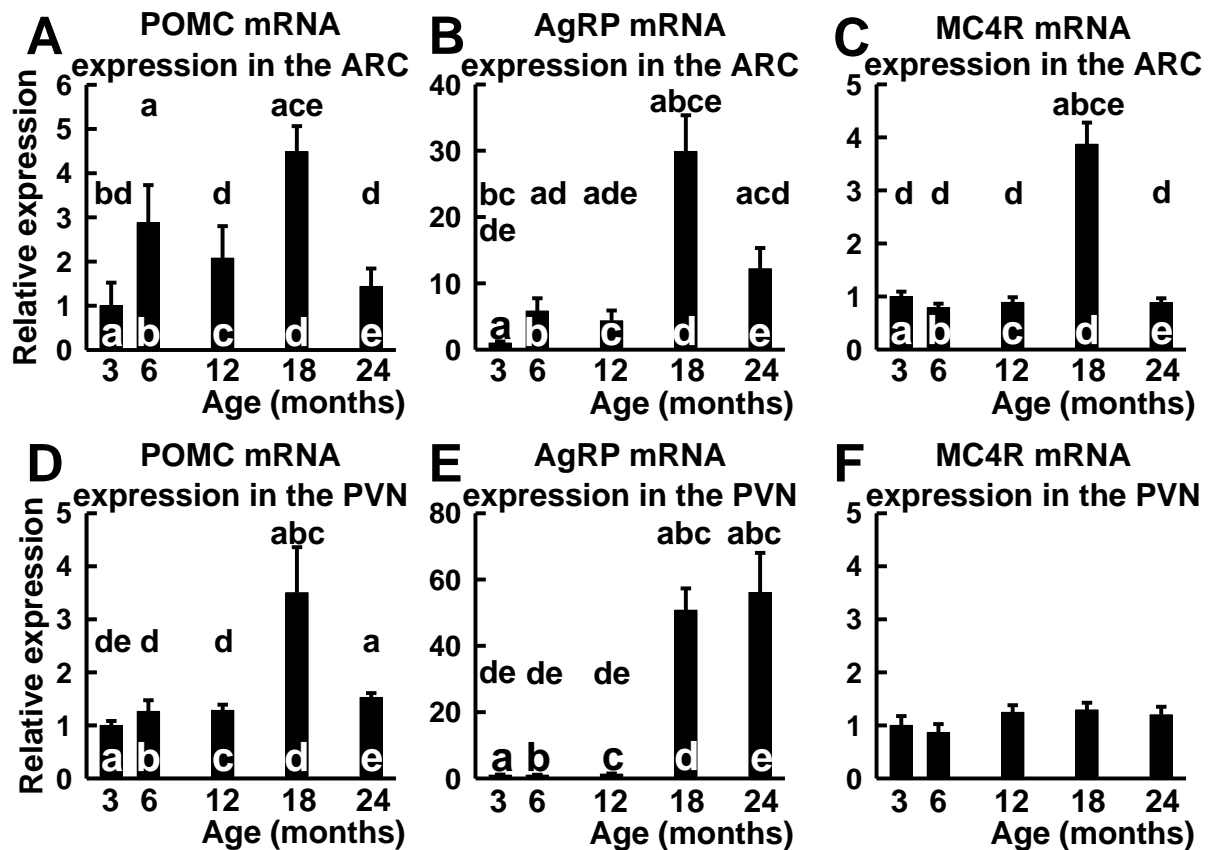 A
POMC mRNA
expression in the ARC
Relative expression
6
5
4
3
2
1
0
a
ace
bd
d
d
a b c d e
3 6 12 18 24
Age (months)
B
AgRP mRNA
expression in the ARC
40
30
20
10
0
abce
bc
de
ad
ade
acd
a b c d e
3 6 12 18 24
Age (months)
C
MC4R mRNA
expression in the ARC
5
4
3
2
1
0
abce
d d d d
a b c d e
3 6 12 18 24
Age (months)
D
POMC mRNA
expression in the PVN
Relative expression
5
4
3
2
1
0
abc
de d d a
a b c d e
3 6 12 18 24
Age (months)
E
AgRP mRNA
expression in the PVN
80
60
40
20
0
abc abc
de de de
a b c d e
3 6 12 18 24
Age (months)
F
MC4R mRNA
expression in the PVN
5
4
3
2
1
0
3 6 12 18 24
Age (months)